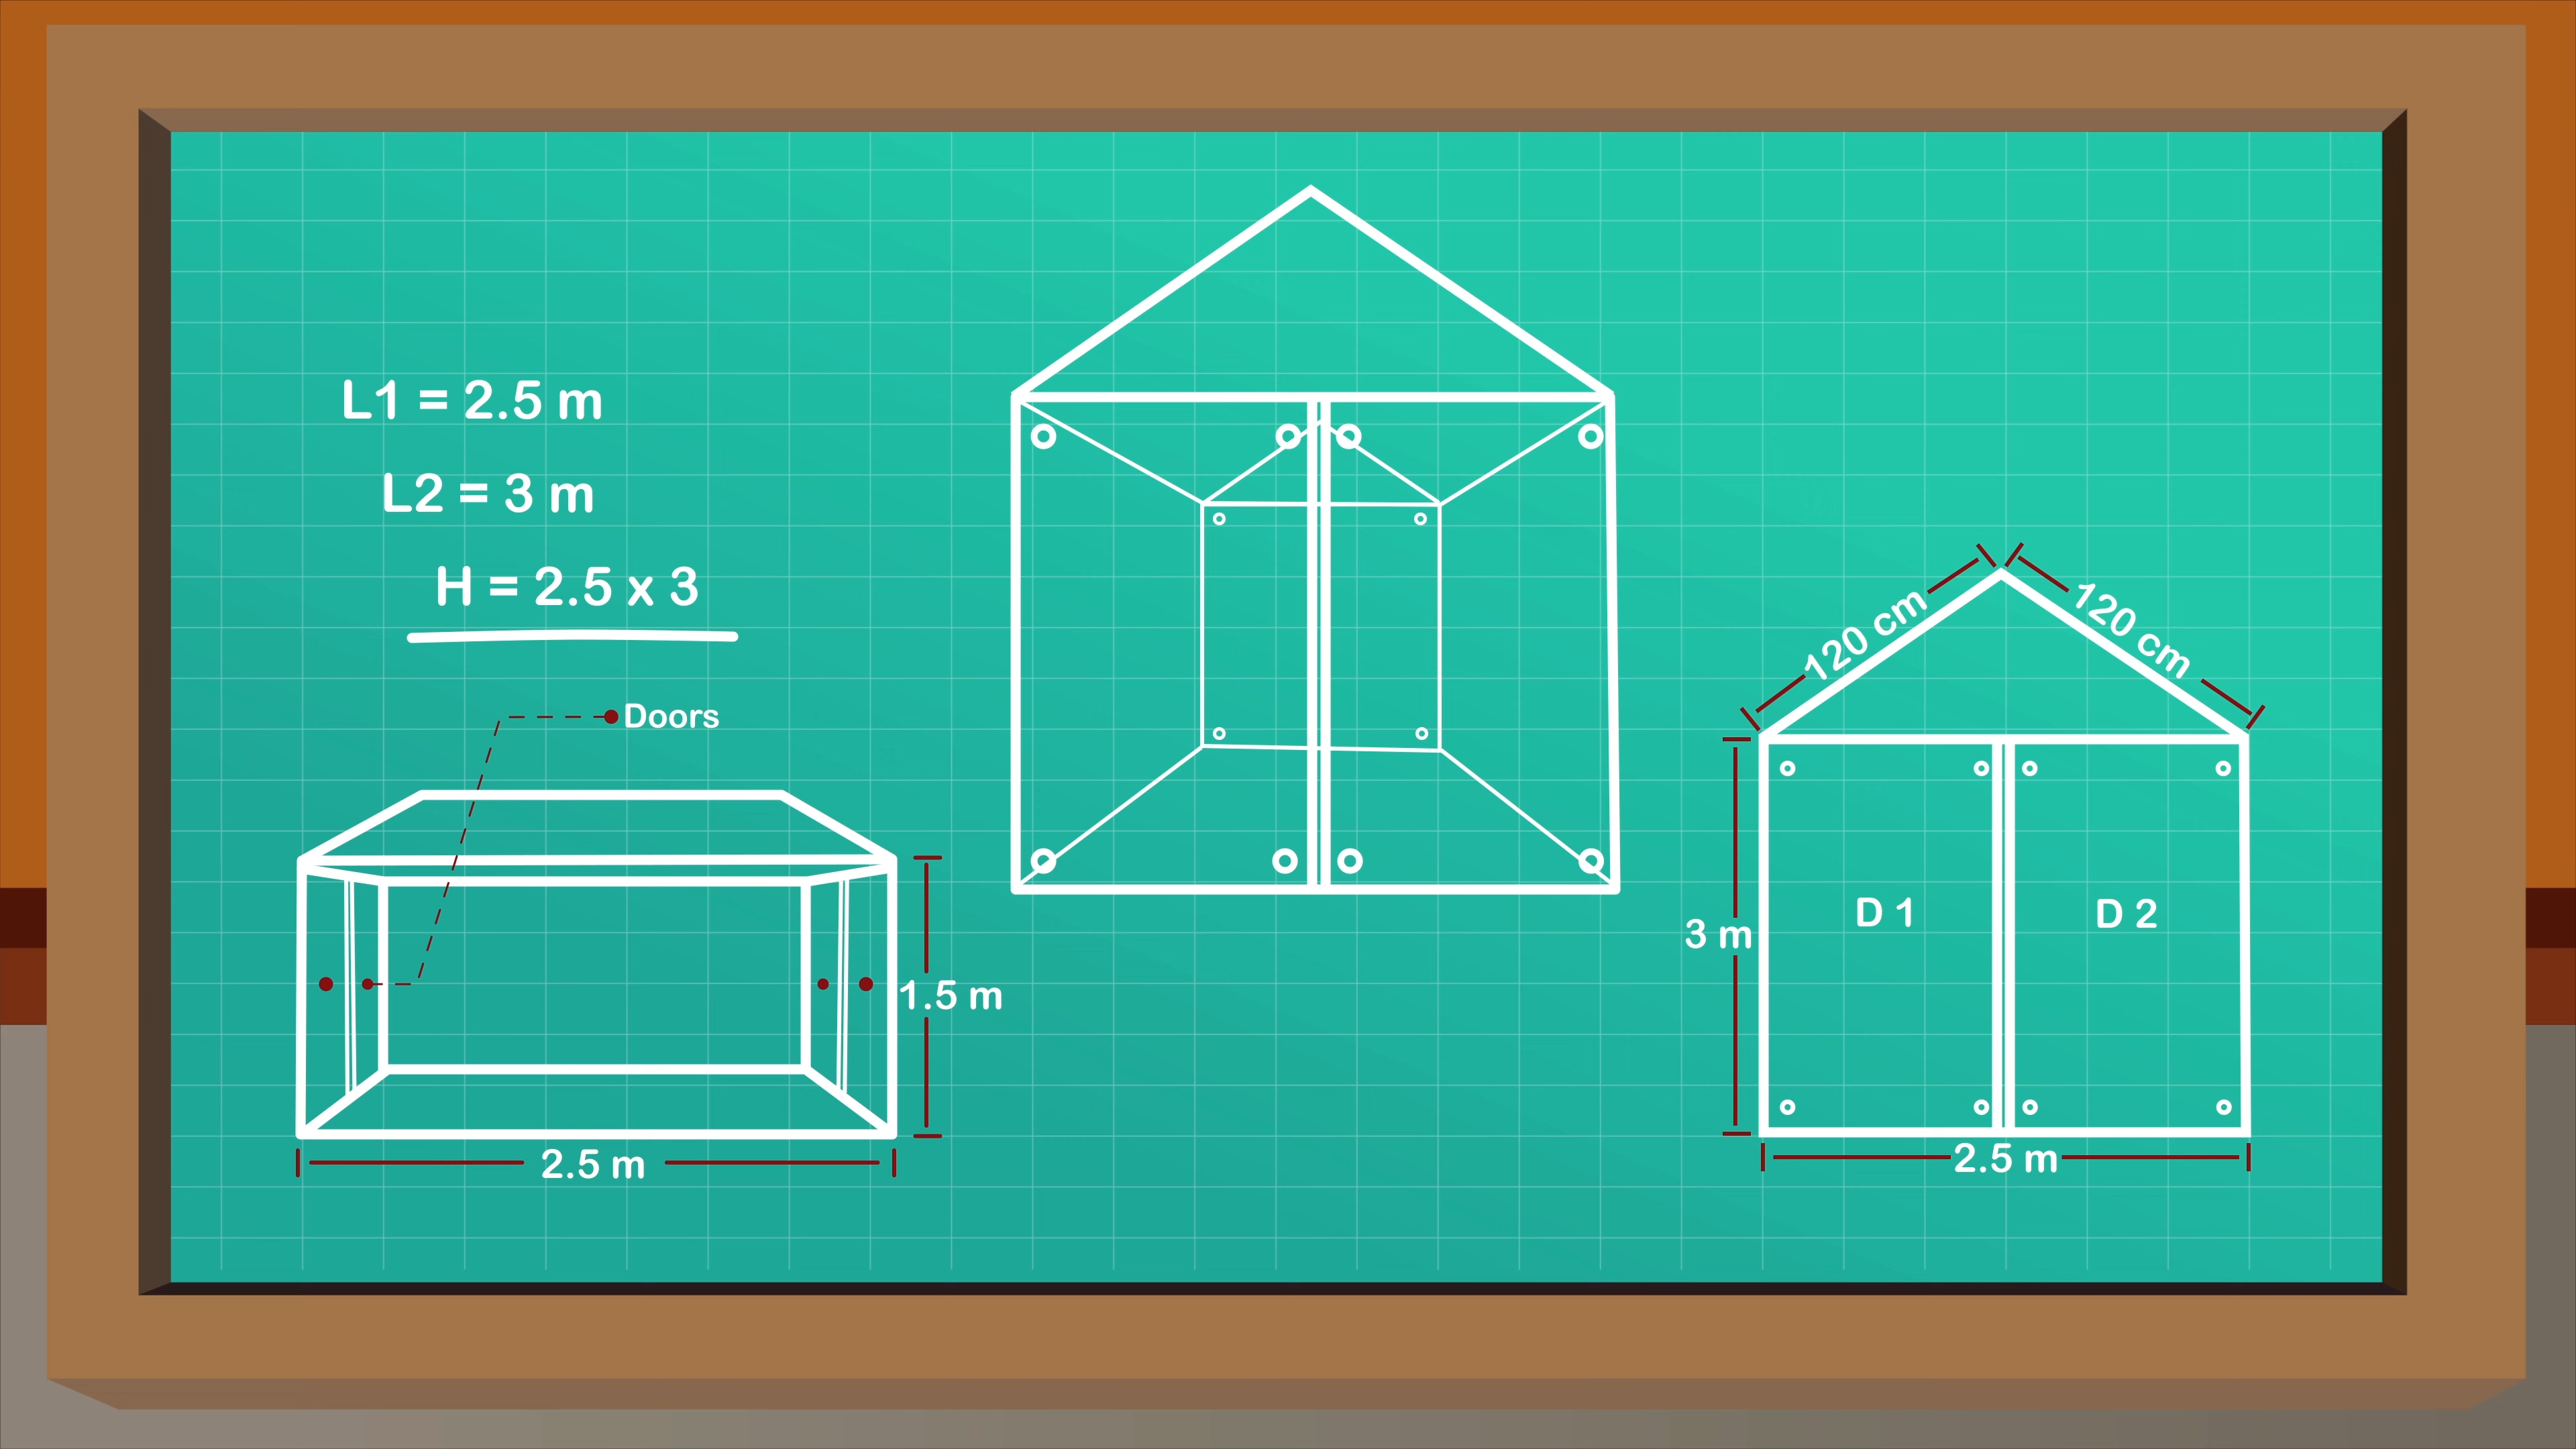 L1 = 2.5 m
L2 = 3 m
H = 2.5 x 3
Doors
1.5 m
2.5 m
120 cm
120 cm
3 m
D 1
D 2
2.5 m